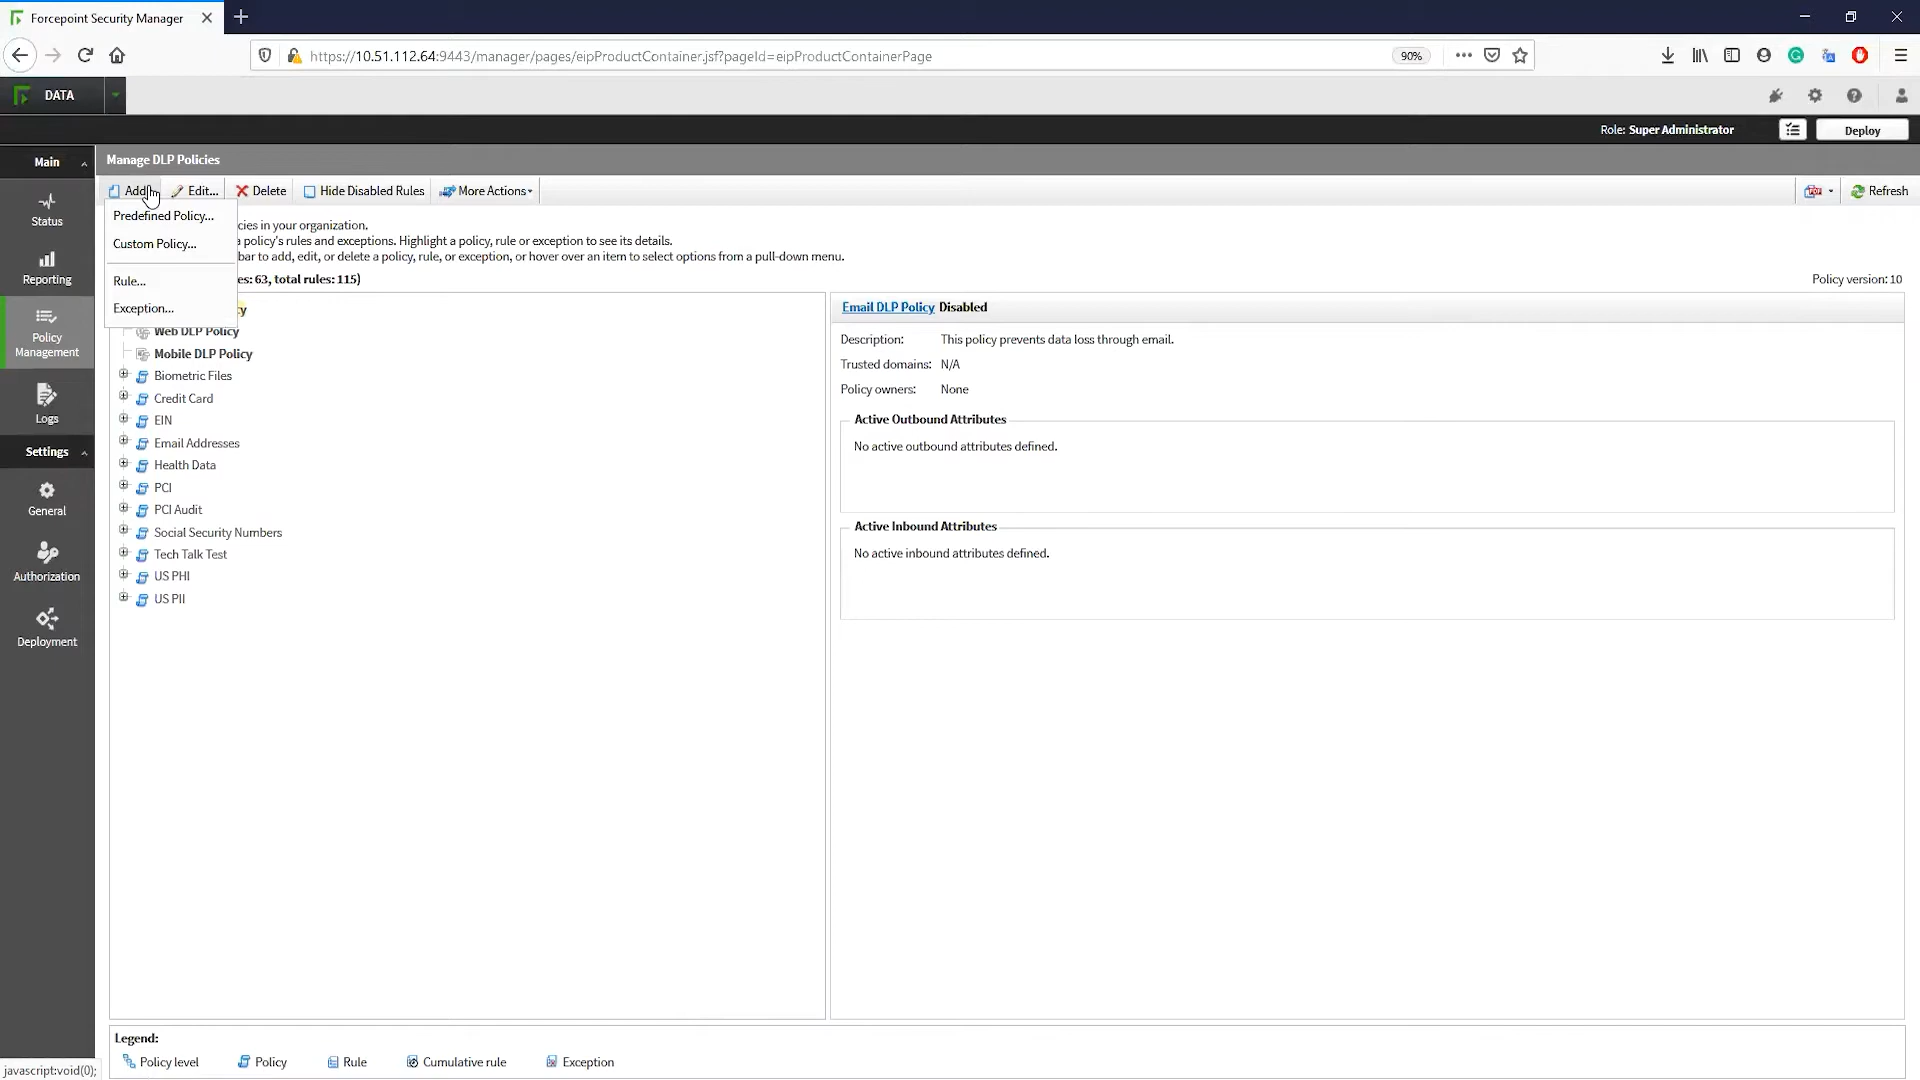 Forcepoint Security Manager
https://10.51.112.64:9443/manager/pages/eipProductContainer.jsf?pageId=eipProductContainerPage
90%
DATA
Role: Super Administrator
Deploy
Main
Manage DLP Policies
Add
Edit...
Delete
Hide Disabled Rules
More Actions
PDF
Refresh
Status
Reporting
Policy
Management
Logs
Settings
General
Authorization
Deployment
Predefined Policy...
Custom Policy...
Rule...
Exception...
cies in your organization.
a policy's rules and exceptions. Highlight a policy, rule or exception to see its details.
bar to add, edit, or delete a policy, rule, or exception, or hover over an item to select options from a pull-down menu.
es: 63, total rules: 115)
Policy version: 10
cy
Web DLP Policy
Mobile DLP Policy
Biometric Files
Credit Card
EIN
Email Addresses
Health Data
PCI
PCI Audit
Social Security Numbers
Tech Talk Test
US PHI
US PII
Email DLP Policy Disabled
Description: This policy prevents data loss through email.
Trusted domains: N/A
Policy owners: None
Active Outbound Attributes
No active outbound attributes defined.
Active Inbound Attributes
No active inbound attributes defined.
Legend:
Policy level
Policy
Rule
Cumulative rule
Exception
javascript:void(0);